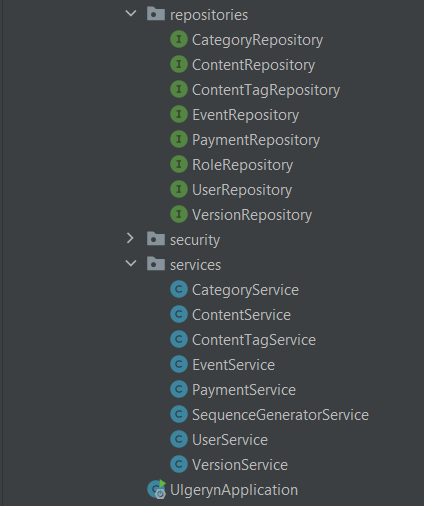 repositories
I CategoryRepository
I ContentRepository
I ContentTagRepository
I EventRepository
I PaymentRepository
I RoleRepository
I UserRepository
I VersionRepository
security
services
C CategoryService
C ContentService
C ContentTagService
C EventService
C PaymentService
C SequenceGeneratorService
C UserService
C VersionService
UlgerynApplication